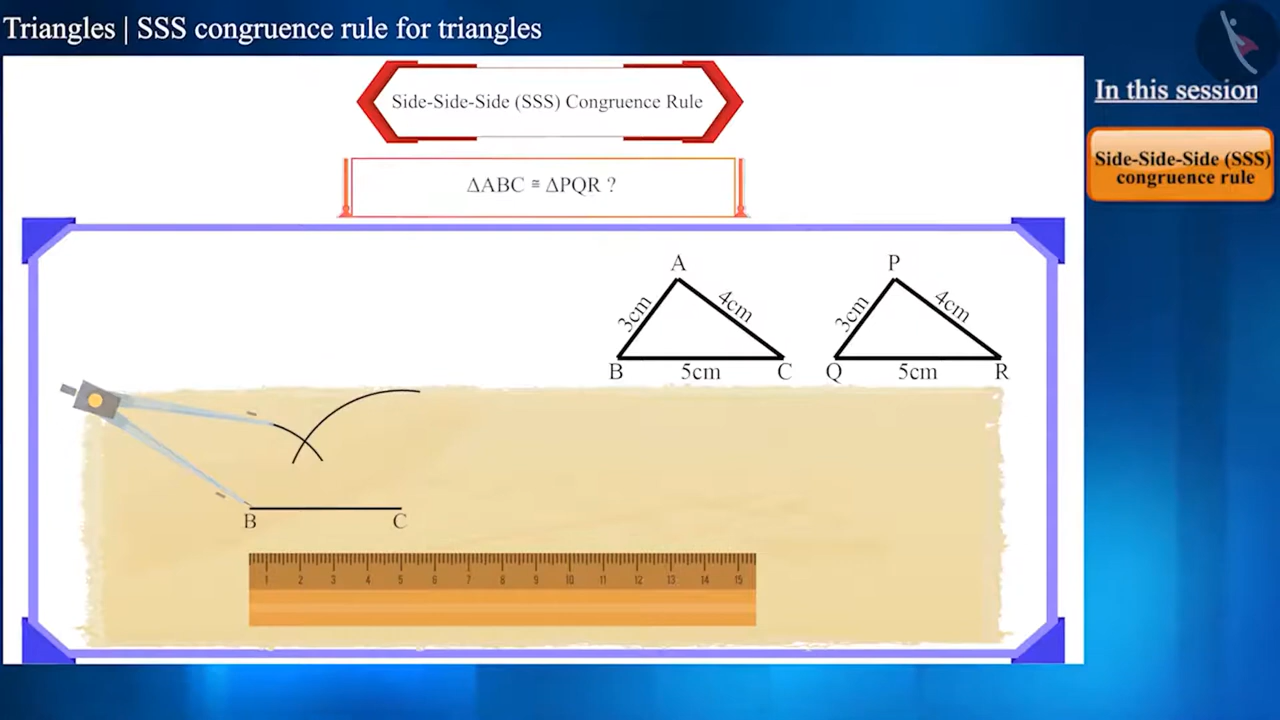 Triangles | SSS congruence rule for triangles
In this session
Side-Side-Side (SSS)
congruence rule
Side-Side-Side (SSS) Congruence Rule
ΔABC ≅ ΔPQR ?
A
3cm
4cm
B
5cm
C
P
3cm
4cm
Q
5cm
R
B
C
1 2 3 4 5 6 7 8 9 10 11 12 13 14 15